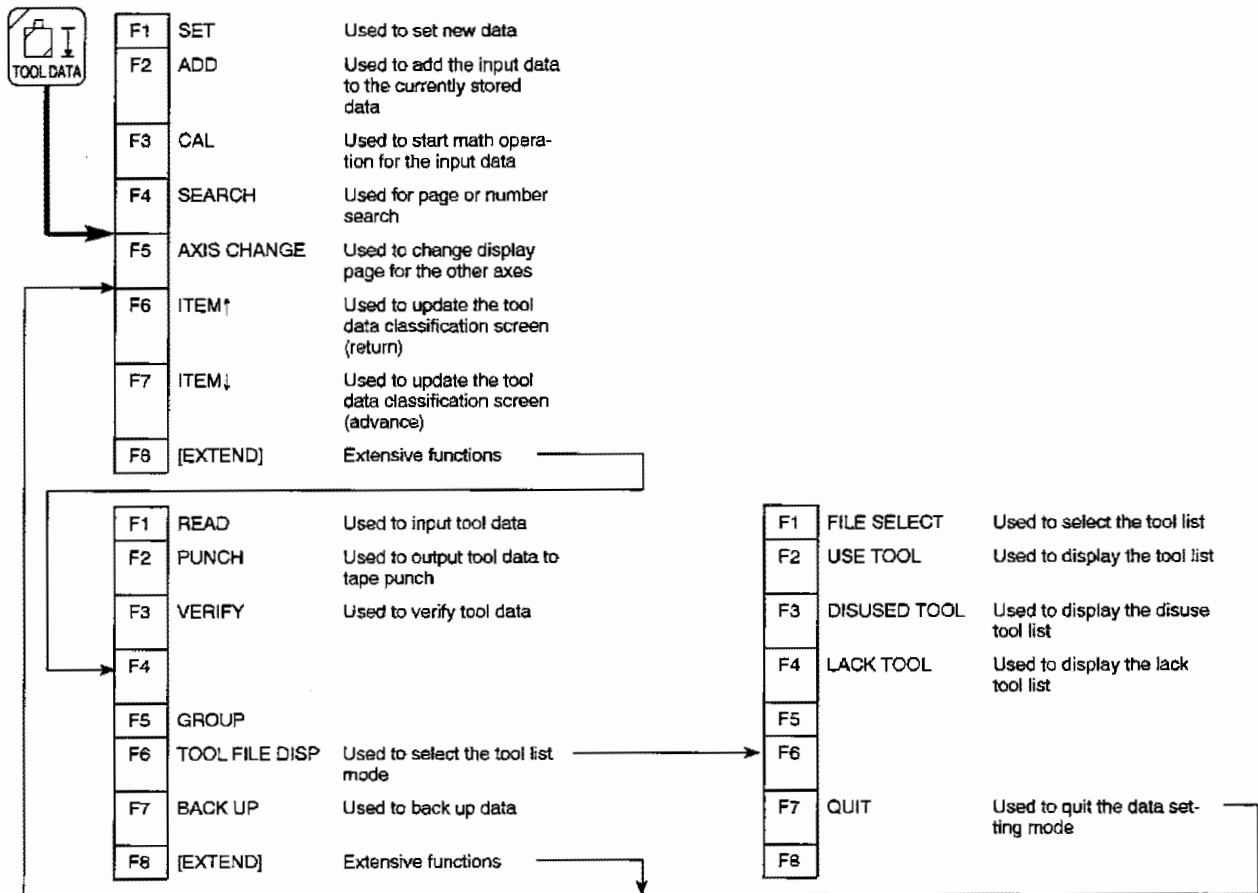 TOOL DATA
F1 SET Used to set new data
F2 ADD Used to add the input data
to the currently stored
data
F3 CAL Used to start math opera-
tion for the input data
F4 SEARCH Used for page or number
search
F5 AXIS CHANGE Used to change display
page for the other axes
F6 ITEM↑ Used to update the tool
data classification screen
(return)
F7 ITEM↓ Used to update the tool
data classification screen
(advance)
F8 [EXTEND] Extensive functions
F1 READ Used to input tool data
F2 PUNCH Used to output tool data to
tape punch
F3 VERIFY Used to verify tool data
F4
F5 GROUP
F6 TOOL FILE DISP Used to select the tool list
mode
F7 BACK UP Used to back up data
F8 [EXTEND] Extensive functions
F1 FILE SELECT Used to select the tool list
F2 USE TOOL Used to display the tool list
F3 DISUSED TOOL Used to display the disuse
tool list
F4 LACK TOOL Used to display the lack
tool list
F5
F6
F7 QUIT Used to quit the data set-
ting mode
F8